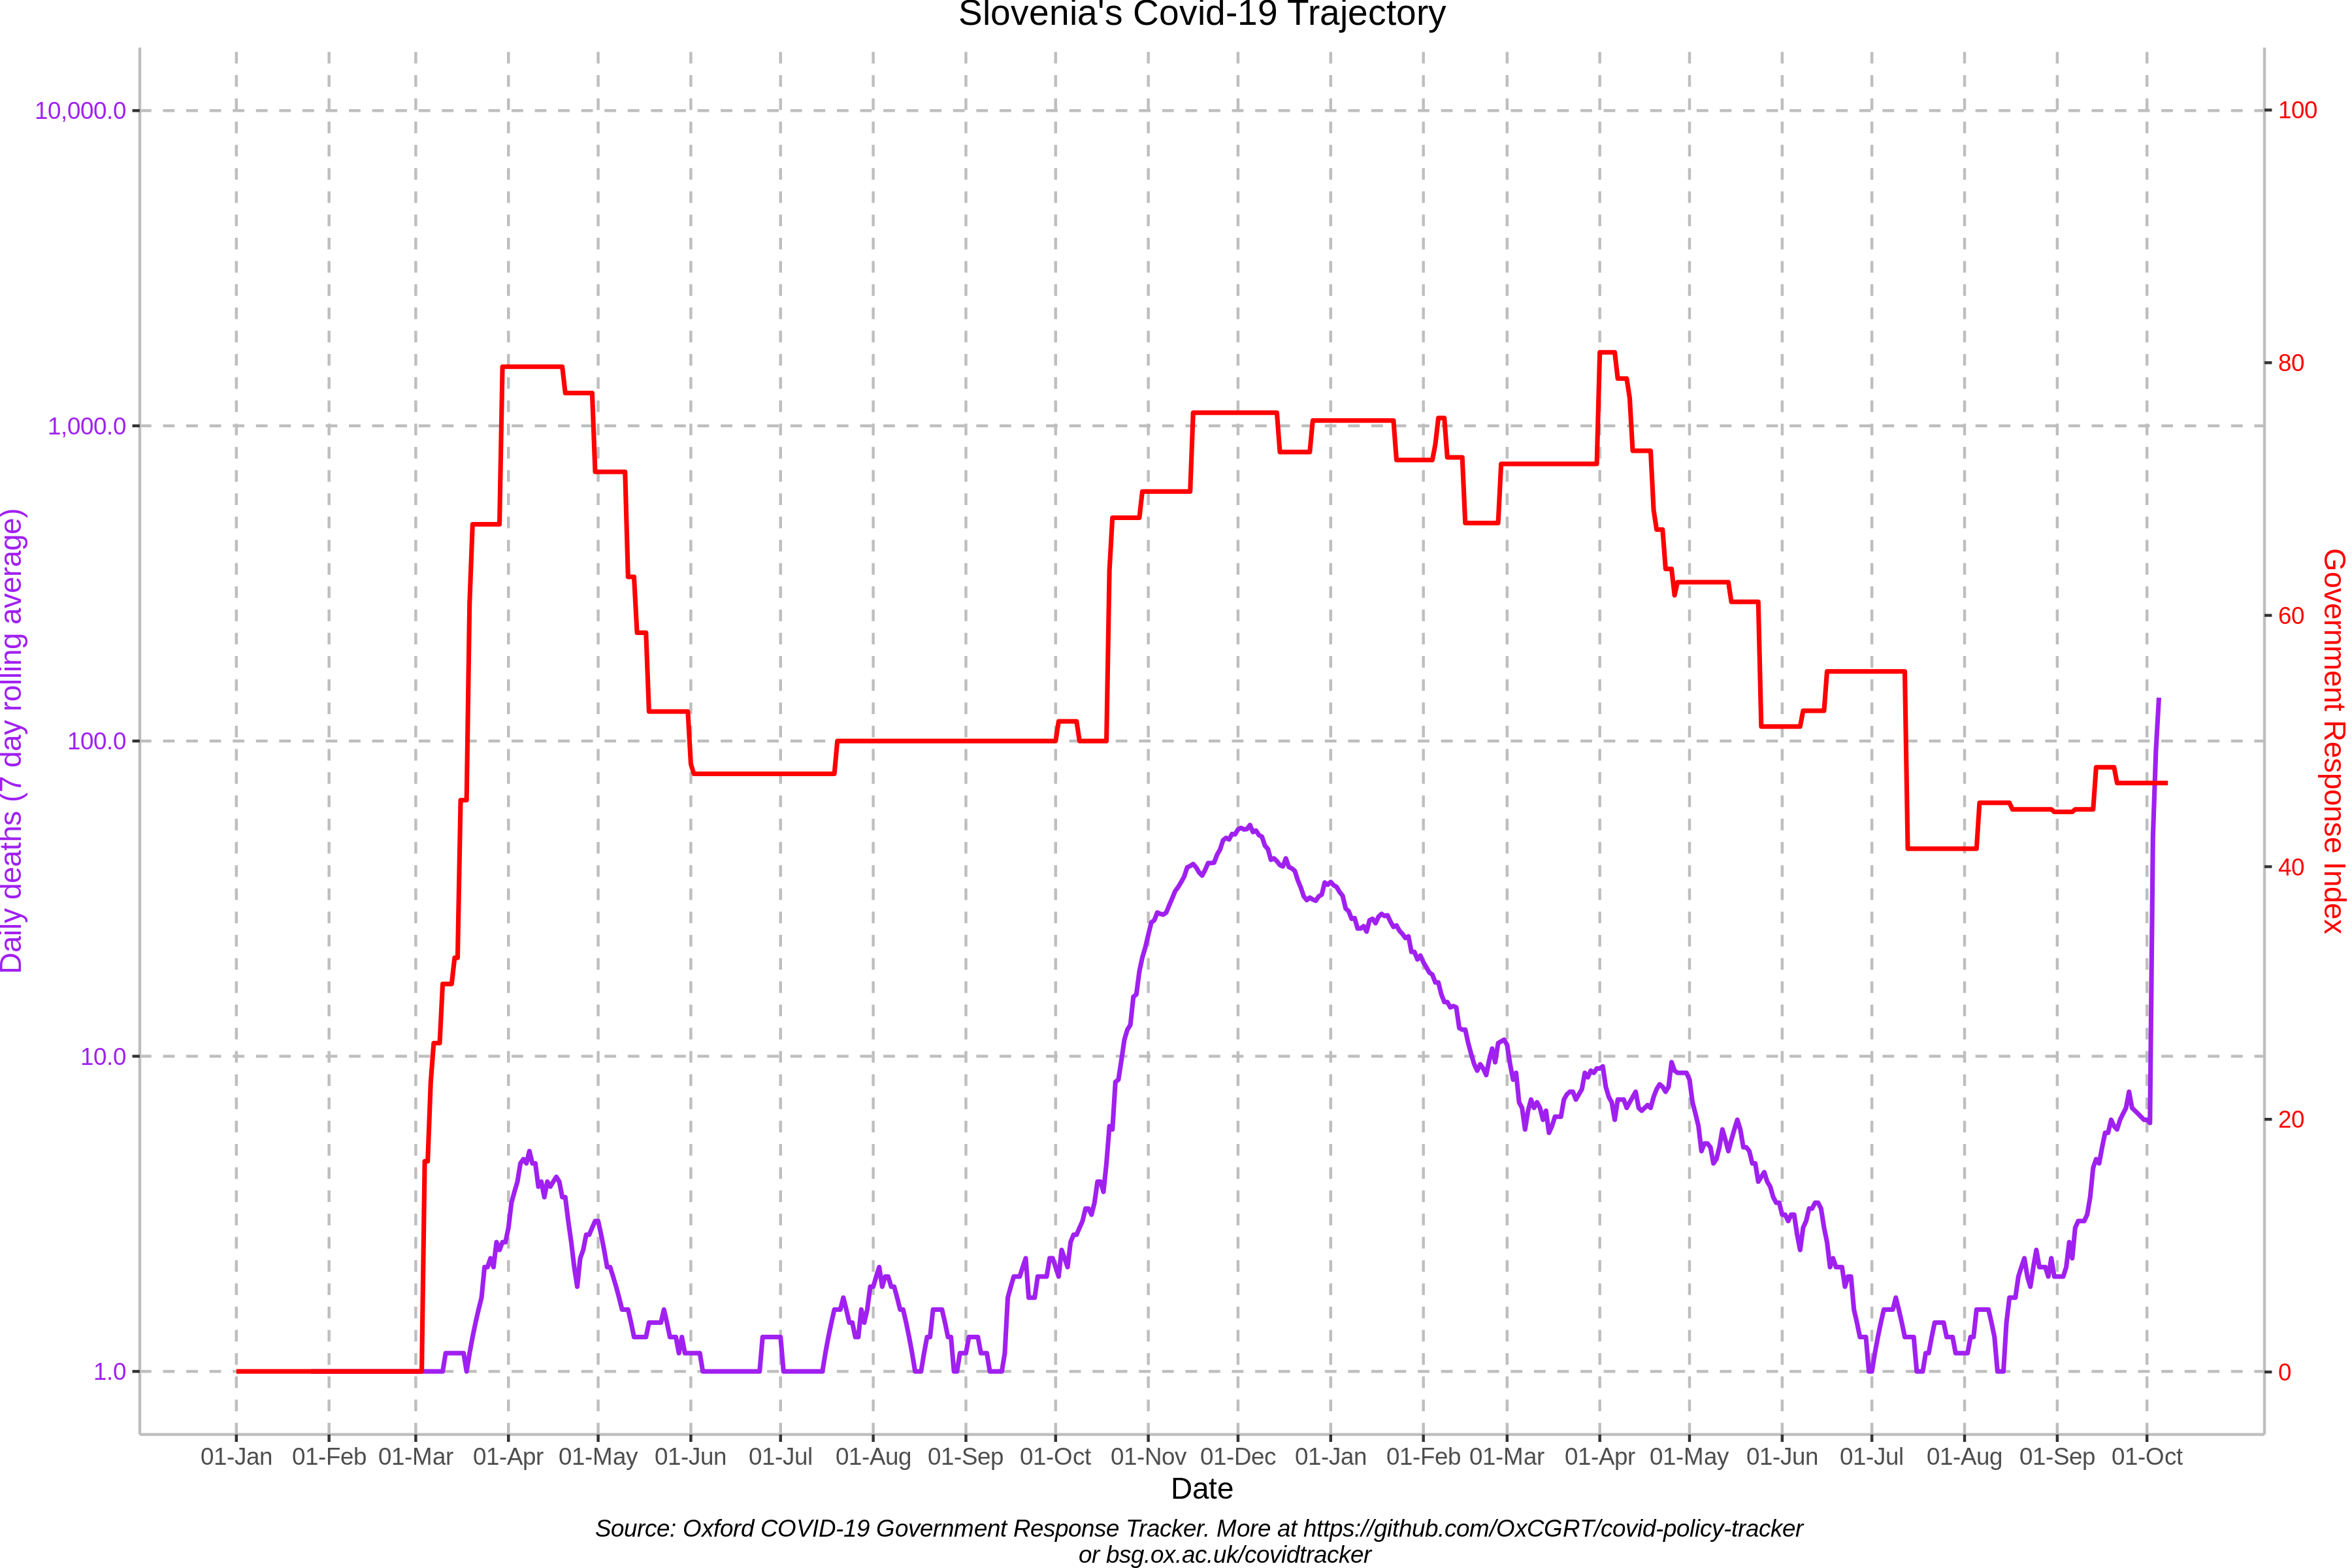 Slovenia's Covid-19 Trajectory
10,000.0
1,000.0
100.0
10.0
1.0
Daily deaths (7 day rolling average)
100
80
60
40
20
0
Government Response Index
01-Jan 01-Feb 01-Mar 01-Apr 01-May 01-Jun 01-Jul 01-Aug 01-Sep 01-Oct 01-Nov 01-Dec 01-Jan 01-Feb 01-Mar 01-Apr 01-May 01-Jun 01-Jul 01-Aug 01-Sep 01-Oct
Date
Source: Oxford COVID-19 Government Response Tracker. More at https://github.com/OxCGRT/covid-policy-tracker
or bsg.ox.ac.uk/covidtracker